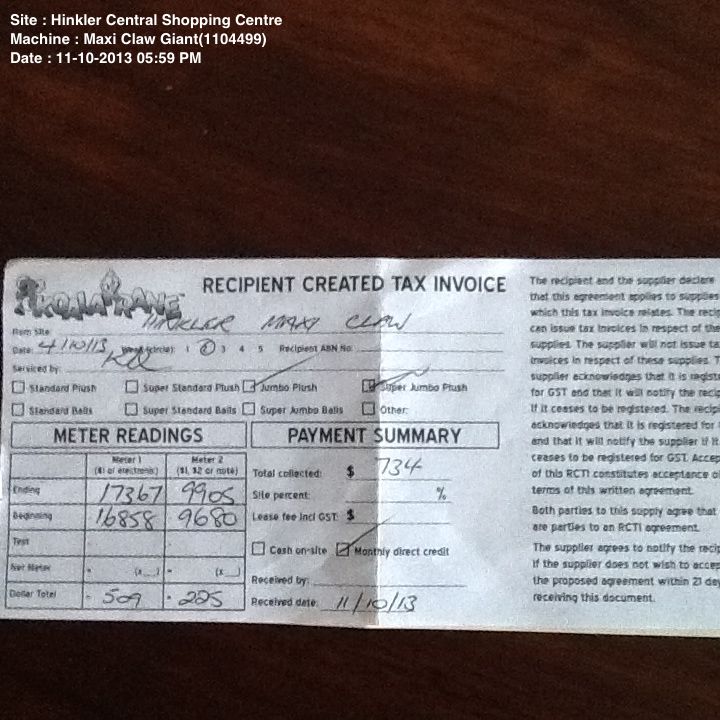 Site : Hinkler Central Shopping Centre
Machine : Maxi Claw Giant(1104499)
Date : 11-10-2013 05:59 PM
KOALA KRANE
RECIPIENT CREATED TAX INVOICE
From Site: HINKLER MAXI CLAW
Date: 4/10/13 Week (circle): 1 2 3 4 5 Recipient ABN No:
Serviced by:
Standard Plush Super Standard Plush Jumbo Plush Super Jumbo Plush
Standard Balls Super Standard Balls Super Jumbo Balls Other:
METER READINGS
Meter 1 Meter 2
($1 or electronic) ($1, $2 or note)
Ending 17367 9905
Beginning 16858 9680
Test
Net Meter = (x__) = (x__)
Dollar Total = 509 = 225
PAYMENT SUMMARY
Total collected: $ 734
Site percent: %
Lease fee incl GST: $
Cash on-site Monthly direct credit
Received by:
Received date: 11/10/13
The recipient and the supplier declare
that this agreement applies to supplies
which this tax invoice relates. The
can issue tax invoices in respect of
supplies. The supplier will not issue
invoices in respect of these supplies.
supplier acknowledges that it is
for GST and that it will notify the
if it ceases to be registered. The
acknowledges that it is registered for
and that it will notify the supplier if it
ceases to be registered for GST.
of this RCTI constitutes acceptance
terms of this written agreement.
Both parties to this supply agree that
are parties to an RCTI agreement.
The supplier agrees to notify the
if the supplier does not wish to
the proposed agreement within 21
receiving this document.